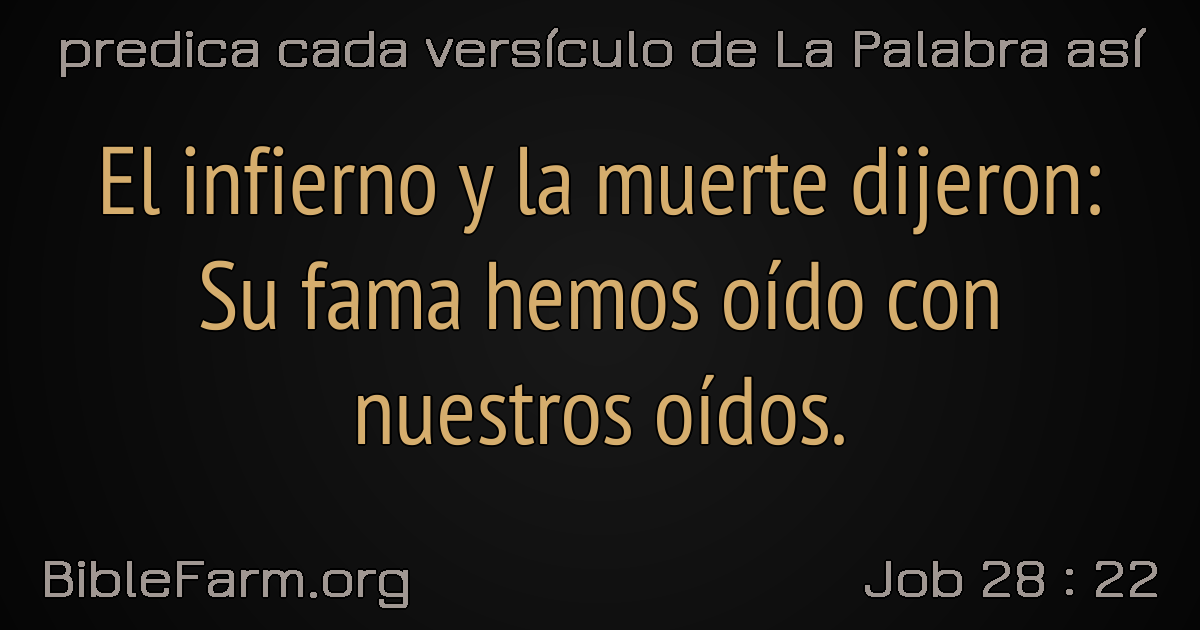 predica cada versículo de La Palabra así
El infierno y la muerte dijeron:
Su fama hemos oído con
nuestros oídos.
BibleFarm.org
Job 28 : 22